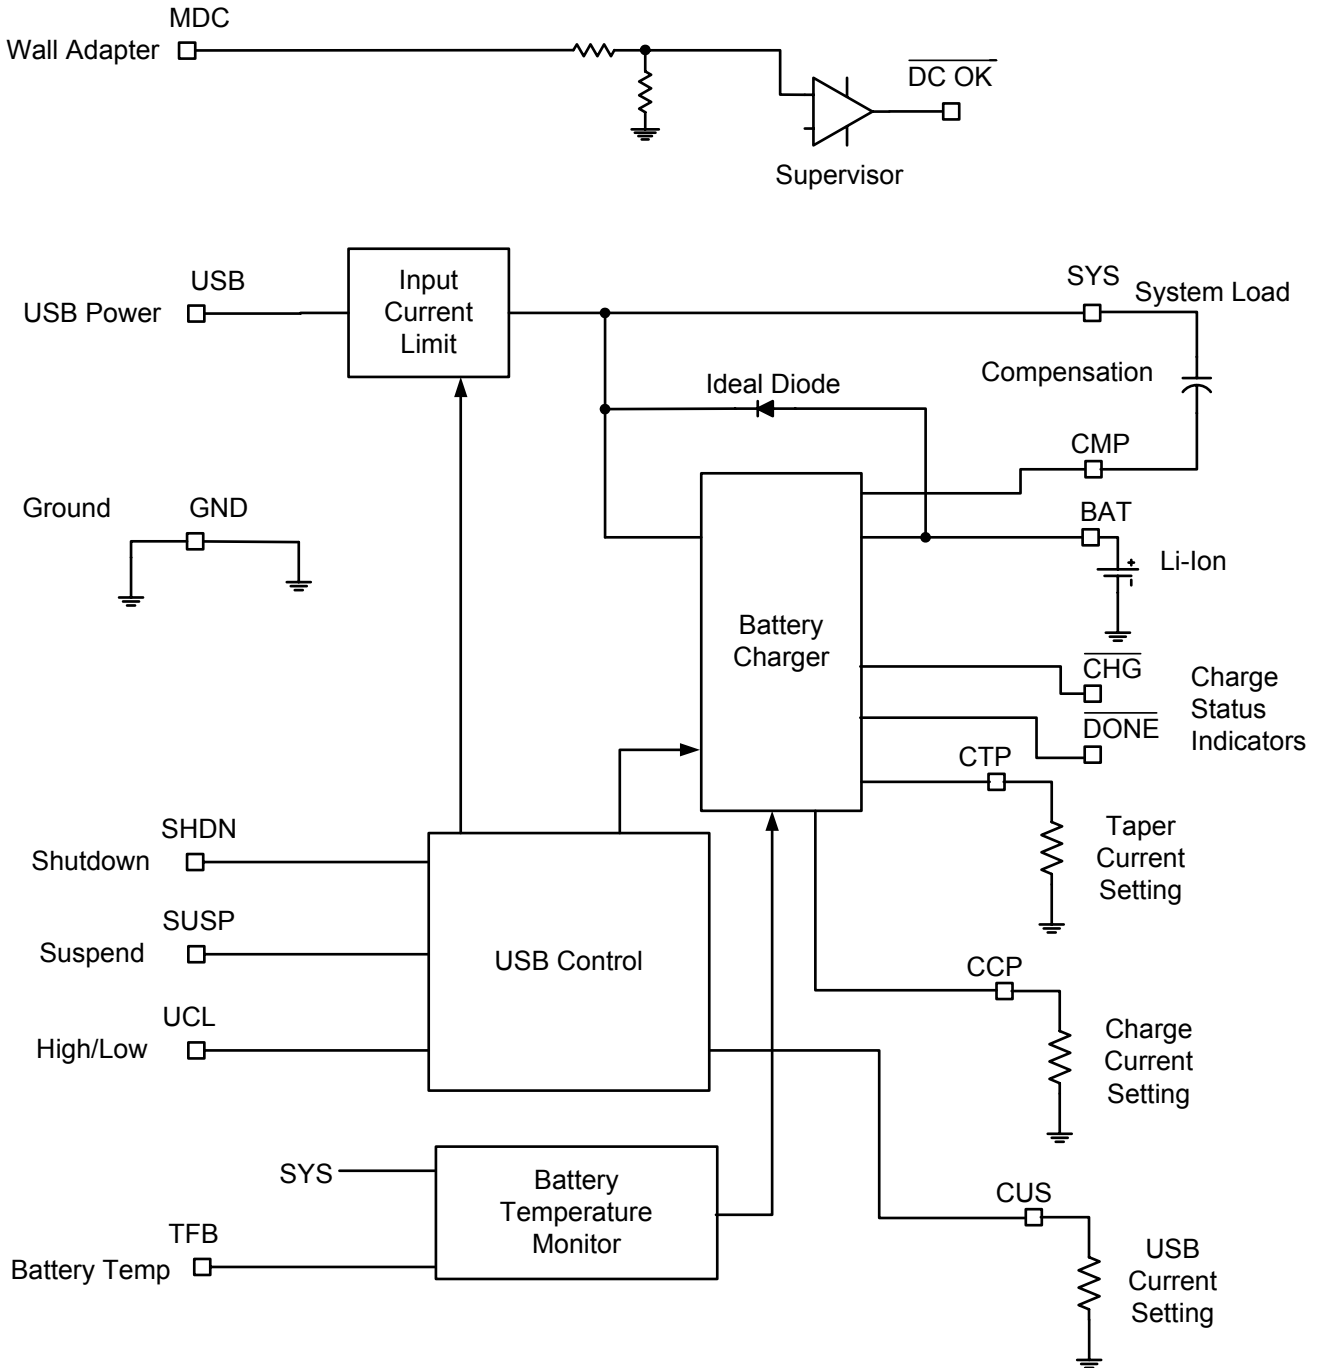 MDC
Wall Adapter
DC OK
Supervisor
USB
USB Power
Input
Current
Limit
SYS
System Load
Ideal Diode
Compensation
CMP
Ground
GND
BAT
Li-Ion
Battery
Charger
CHG
DONE
Charge
Status
Indicators
CTP
Taper
Current
Setting
SHDN
Shutdown
SUSP
Suspend
UCL
High/Low
USB Control
CCP
Charge
Current
Setting
SYS
Battery
Temperature
Monitor
TFB
Battery Temp
CUS
USB
Current
Setting